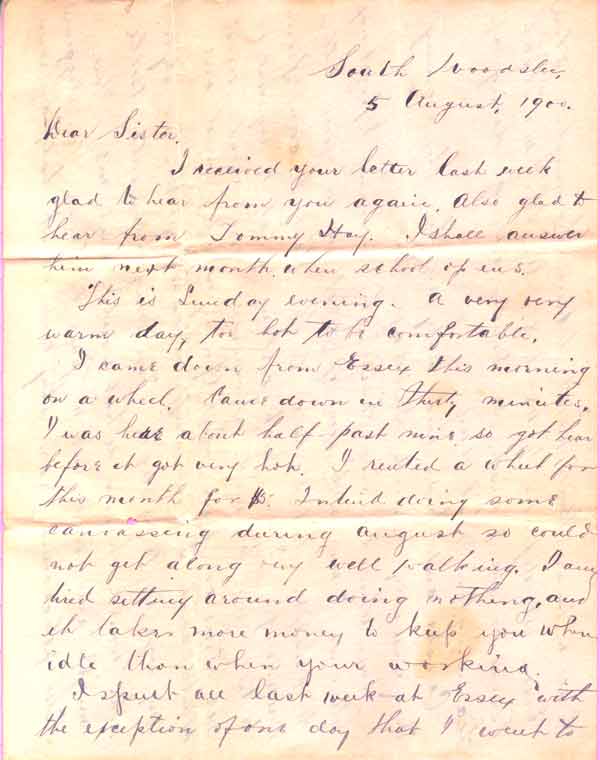 South Woodslee,
5 August, 1900.
Dear Sister,
I received your letter last week
glad to hear from you again. Also glad to
hear from Tommy Hay. I shall answer
him next month when school opens.
This is Sunday evening. A very very
warm day, too hot to be comfortable.
I came down from Essex this morning
on a wheel. Came down in thirty minutes.
I was here about half past nine so got hear
before it got very hot. I rented a wheel for
this month for $5. Intend doing some
canvassing during august so could
not get along very well walking. I am
tired sitting around doing nothing, and
it takes more money to keep you when
idle than when your working.
I spent all last week at Essex with
the exception of one day that I went to